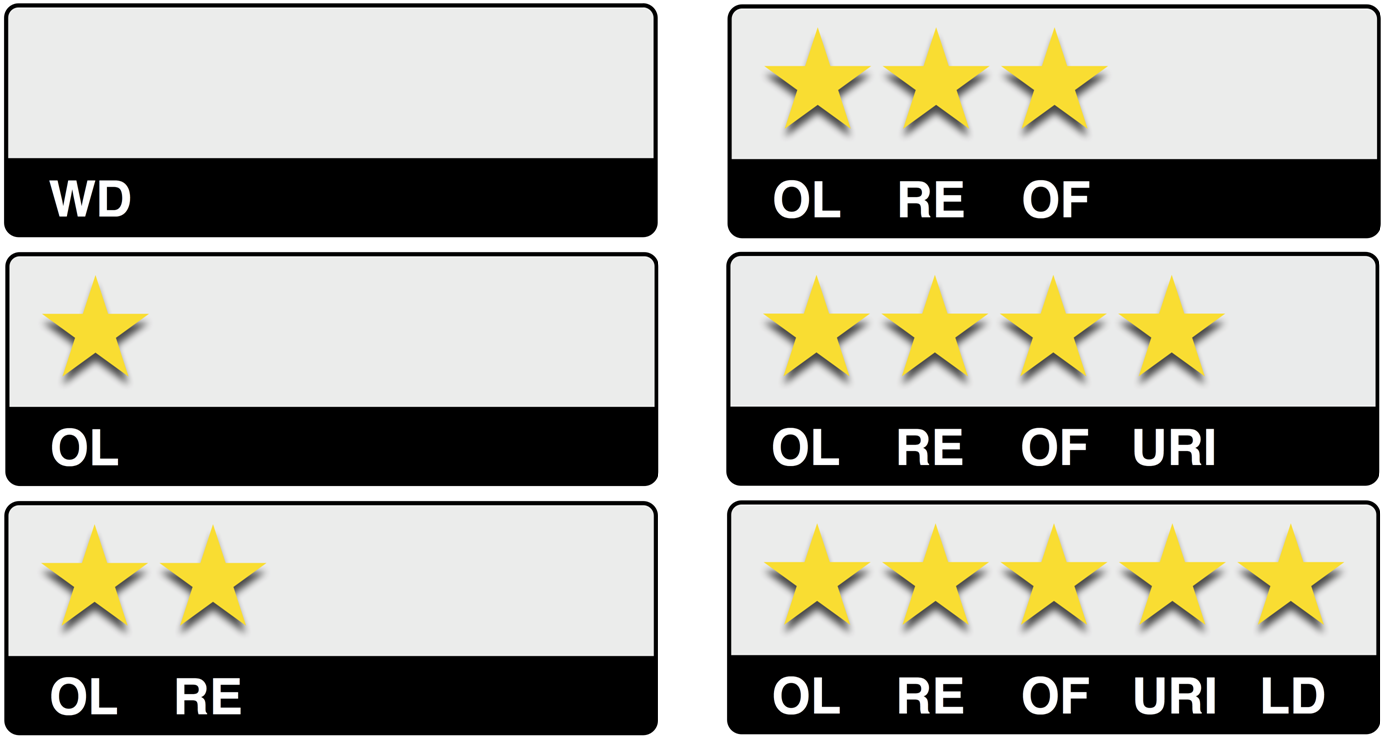 WD
OL
OL RE
OL RE OF
OL RE OF URI
OL RE OF URI LD